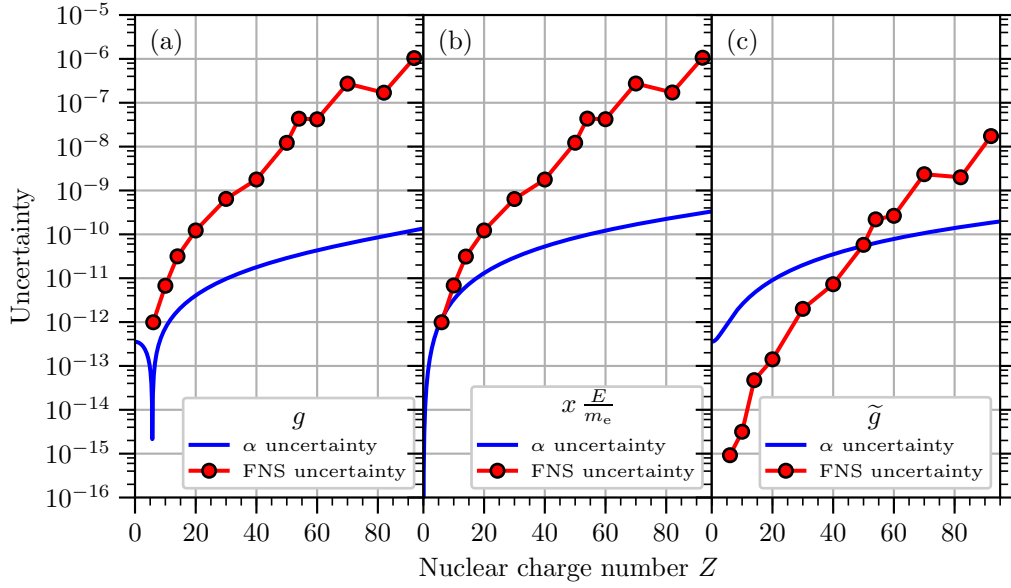 (a)
(b)
(c)
Uncertainty
10⁻⁵
10⁻⁶
10⁻⁷
10⁻⁸
10⁻⁹
10⁻¹⁰
10⁻¹¹
10⁻¹²
10⁻¹³
10⁻¹⁴
10⁻¹⁵
10⁻¹⁶
g
α uncertainty
FNS uncertainty
x E/mₑ
α uncertainty
FNS uncertainty
g̃
α uncertainty
FNS uncertainty
0 20 40 60 80 0 20 40 60 80 0 20 40 60 80
Nuclear charge number Z